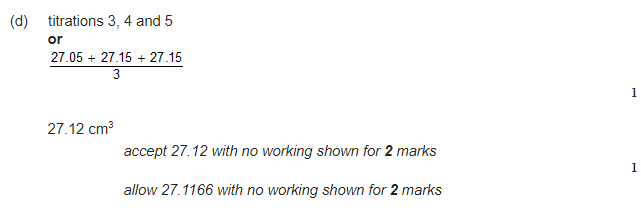 (d) titrations 3, 4 and 5
or
27.05 + 27.15 + 27.15
3
1
27.12 cm³
accept 27.12 with no working shown for 2 marks
1
allow 27.1166 with no working shown for 2 marks